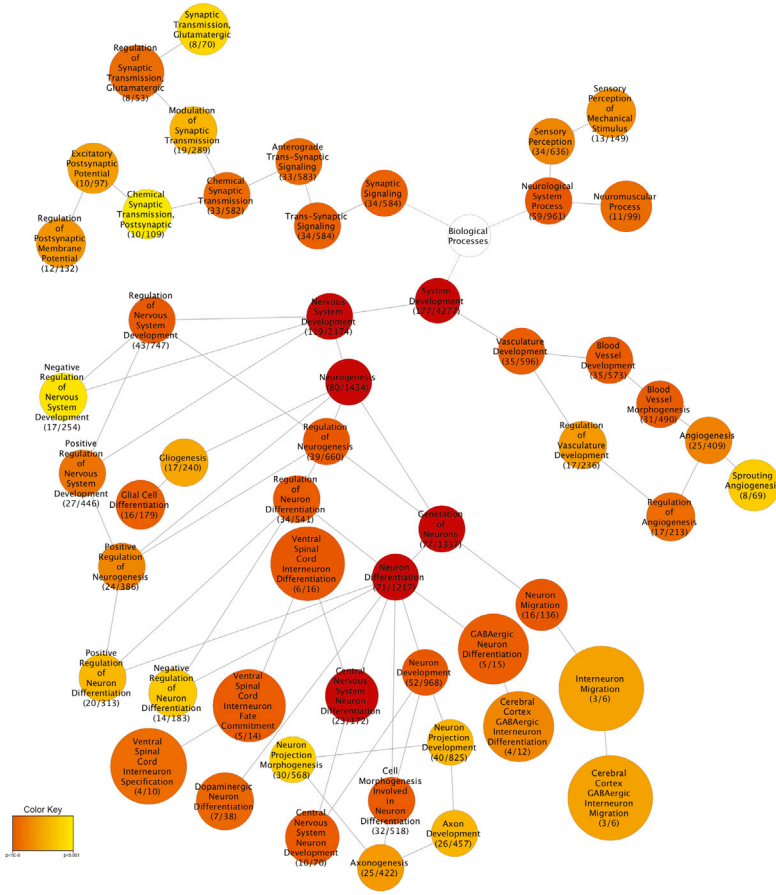 Synaptic
Transmission,
Glutamatergic
(8/70)
Regulation
of
Synaptic
Transmission,
Glutamatergic
(8/53)
Modulation
of Synaptic
Transmission
(19/289)
Excitatory
Postsynaptic
Potential
(10/97)
Chemical
Synaptic
Transmission,
Postsynaptic
(10/109)
Regulation
of
Postsynaptic
Membrane
Potential
(12/132)
Chemical
Synaptic
Transmission
(33/582)
Anterograde
Trans-Synaptic
Signaling
(33/583)
Trans-Synaptic
Signaling
(34/584)
Synaptic
Signaling
(34/584)
Biological
Processes
Sensory
Perception
of Mechanical
Stimulus
(13/149)
Sensory
Perception
(34/636)
Neurological
System
Process
(59/961)
Neuromuscular
Process
(11/99)
System
Development
(177/4277)
Nervous
System
Development
(119/2174)
Regulation
of Nervous
System
Development
(43/747)
Negative
Regulation of
Nervous
System
Development
(17/254)
Neurogenesis
(80/1434)
Vasculature
Development
(35/596)
Blood
Vessel
Development
(35/573)
Blood
Vessel
Morphogenesis
(31/490)
Angiogenesis
(25/409)
Sprouting
Angiogenesis
(8/69)
Regulation
of
Vasculature
Development
(17/236)
Regulation of
Angiogenesis
(17/213)
Positive
Regulation
of Nervous
System
Development
(27/446)
Gliogenesis
(17/240)
Glial Cell
Differentiation
(16/179)
Regulation
of
Neurogenesis
(39/660)
Regulation
of Neuron
Differentiation
(34/541)
Generation
of Neurons
(77/1337)
Positive
Regulation
of
Neurogenesis
(24/386)
Ventral
Spinal
Cord
Interneuron
Differentiation
(6/16)
Neuron
Differentiation
(71/1217)
Neuron
Migration
(16/136)
GABAergic
Neuron
Differentiation
(5/15)
Positive
Regulation
of Neuron
Differentiation
(20/313)
Negative
Regulation
of Neuron
Differentiation
(14/183)
Ventral
Spinal
Cord
Interneuron
Fate
Commitment
(5/14)
Central
Nervous
System
Neuron
Differentiation
(23/172)
Neuron
Development
(52/968)
Interneuron
Migration
(3/6)
Cerebral
Cortex
GABAergic
Interneuron
Differentiation
(4/12)
Ventral
Spinal
Cord
Interneuron
Specification
(4/10)
Neuron
Projection
Morphogenesis
(30/568)
Neuron
Projection
Development
(40/825)
Dopaminergic
Neuron
Differentiation
(7/38)
Cell
Morphogenesis
Involved
in Neuron
Differentiation
(32/518)
Cerebral
Cortex
GABAergic
Interneuron
Migration
(3/6)
Central
Nervous System
Neuron
Development
(10/70)
Axon
Development
(26/457)
Axonogenesis
(25/422)
Color Key
p<1E-8
p<0.001